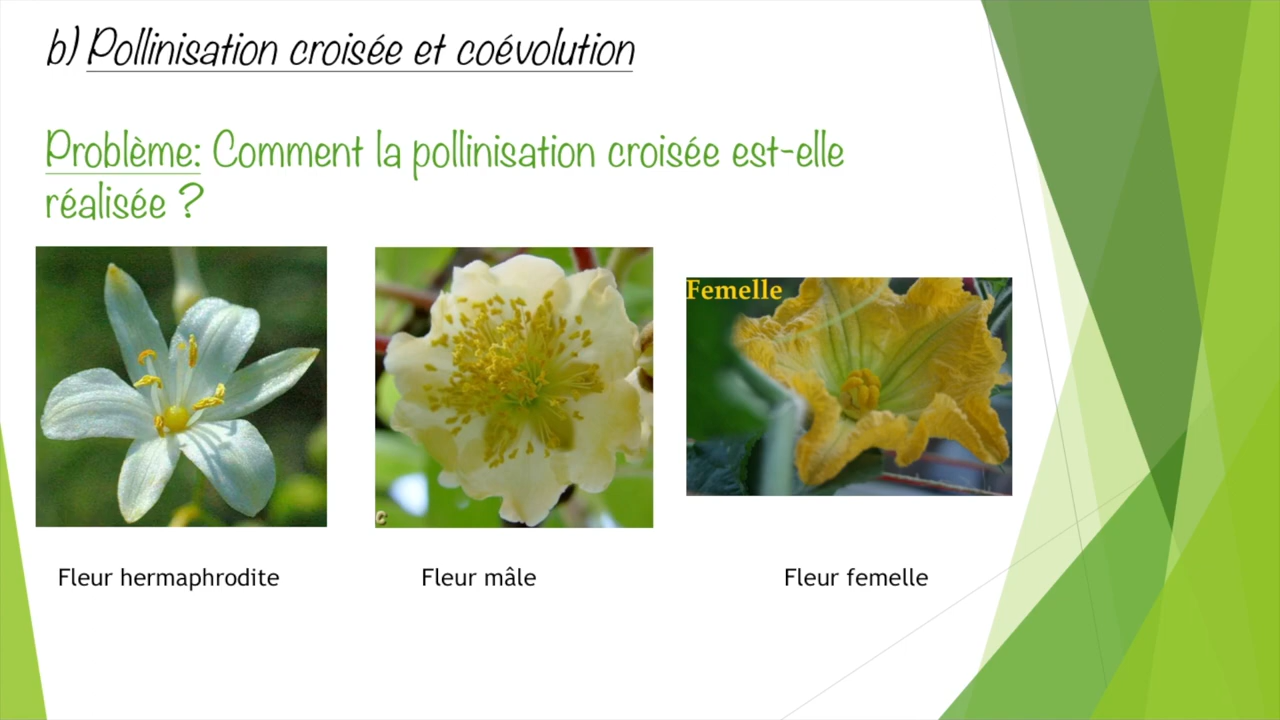 b) Pollinisation croisée et coévolution
Problème: Comment la pollinisation croisée est-elle
réalisée ?
Femelle
c
Fleur hermaphrodite
Fleur mâle
Fleur femelle